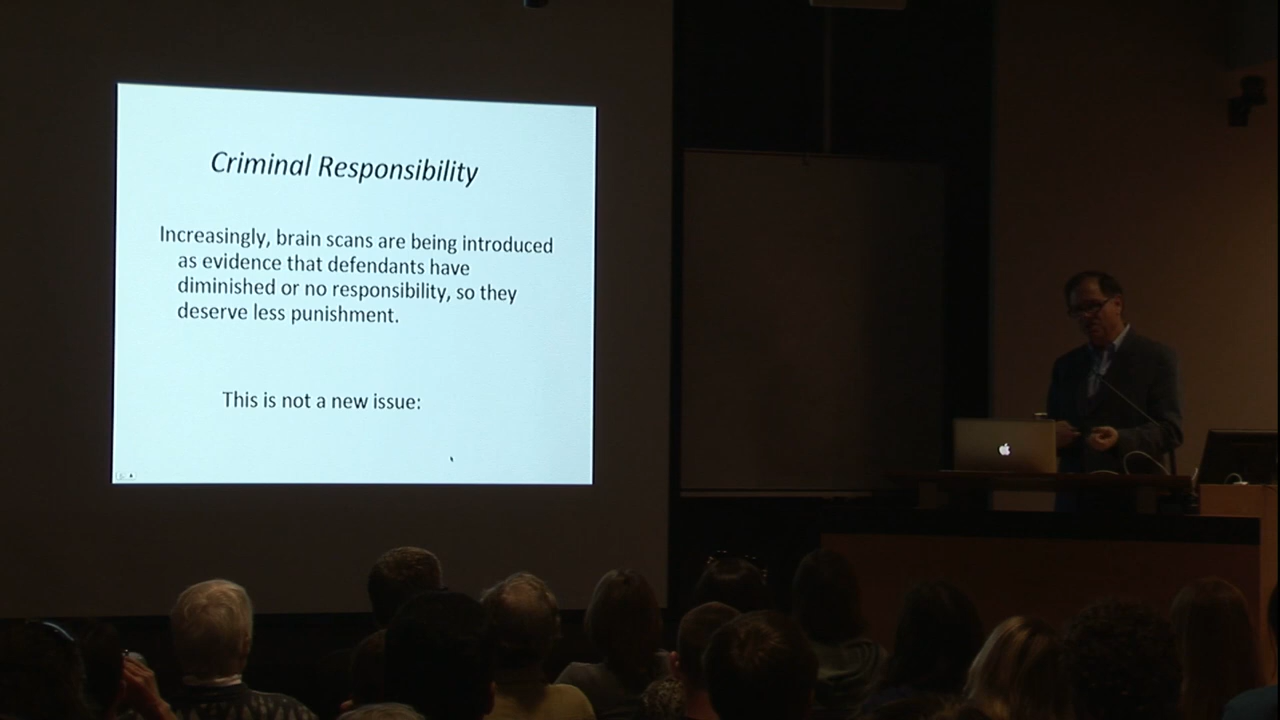 Criminal Responsibility
Increasingly, brain scans are being introduced
as evidence that defendants have
diminished or no responsibility, so they
deserve less punishment.
This is not a new issue: